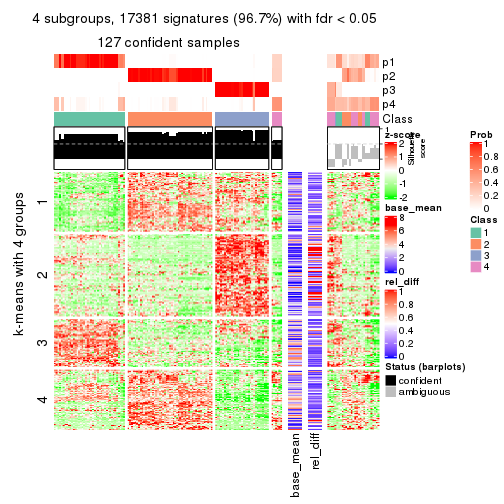 4 subgroups, 17381 signatures (96.7%) with fdr < 0.05
127 confident samples
p1
p2
p3
p4
Class
1
Silhouette
score
k-means with 4 groups
1
2
3
4
base_mean
rel_diff
z-score
2
1
0
-1
-2
base_mean
8
6
4
2
0
rel_diff
1
0.8
0.6
0.4
0.2
0
Status (barplots)
confident
ambiguous
Prob
1
0.8
0.6
0.4
0.2
0
Class
1
2
3
4